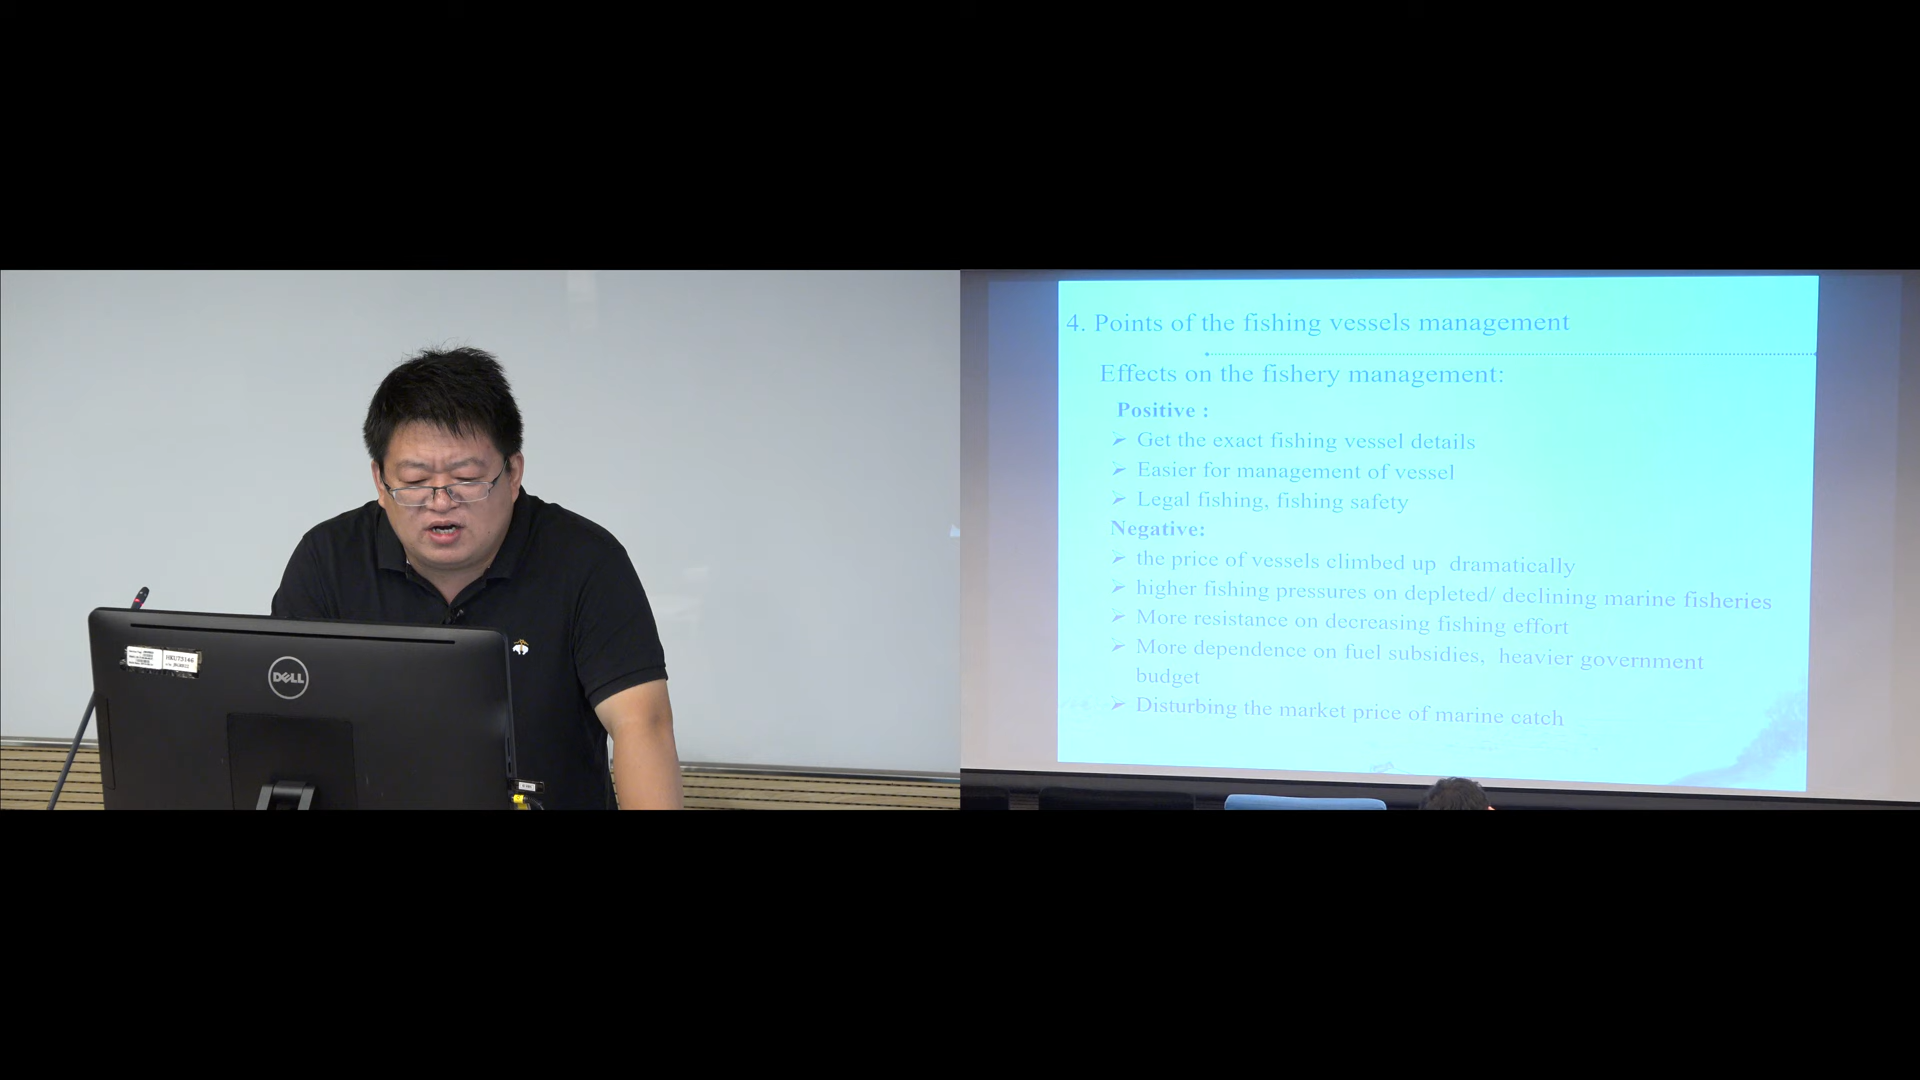 HKU75146
DELL
4. Points of the fishing vessels management
Effects on the fishery management:
Positive :
➢ Get the exact fishing vessel details
➢ Easier for management of vessel
➢ Legal fishing, fishing safety
Negative:
➢ the price of vessels climbed up dramatically
➢ higher fishing pressures on depleted/ declining marine fisheries
➢ More resistance on decreasing fishing effort
➢ More dependence on fuel subsidies, heavier government
budget
➢ Disturbing the market price of marine catch